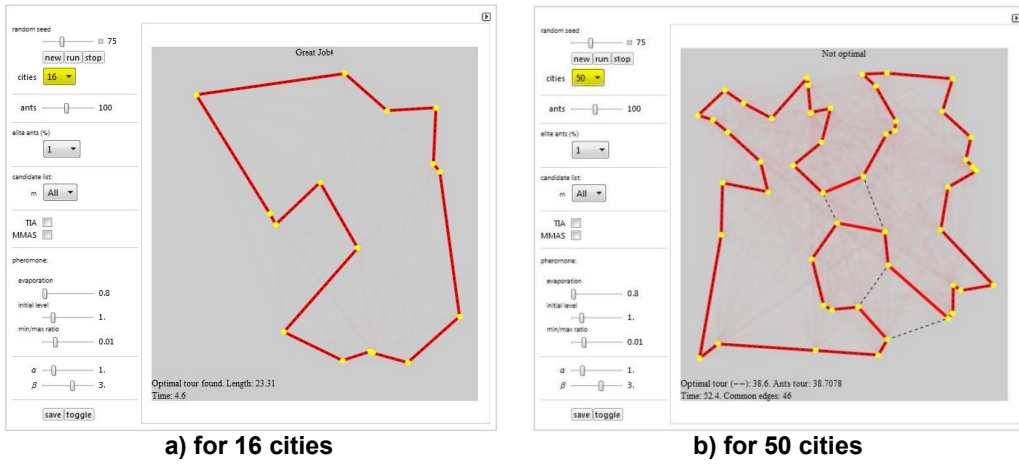 random seed
75
new run stop
cities 16
ants 100
elite ants (%)
1
candidate list:
m All
TIA
MMAS
pheromone:
evaporation
0.8
initial level
1.
min/max ratio
0.01
α 1.
β 3.
save toggle
Great Job!
Optimal tour found. Length: 23.31
Time: 4.6
a) for 16 cities
random seed
75
new run stop
cities 50
ants 100
elite ants (%)
1
candidate list:
m All
TIA
MMAS
pheromone:
evaporation
0.8
initial level
1.
min/max ratio
0.01
α 1.
β 3.
save toggle
Not optimal
Optimal tour (--): 38.6. Ants tour: 38.7078
Time: 52.4. Common edges: 46
b) for 50 cities